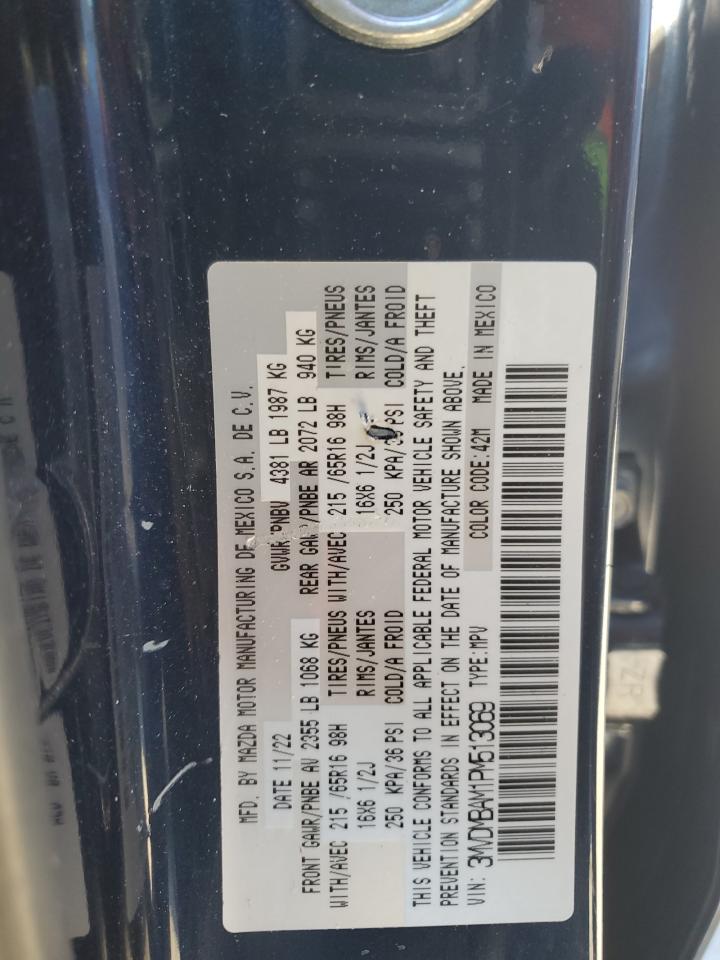 MFD. BY MAZDA MOTOR MANUFACTURING DE MEXICO S.A. DE C.V.
DATE 11/22 GVWR/PNBV 4381 LB 1987 KG
FRONT GAWR/PNBE AV 2355 LB 1068 KG REAR GAWR/PNBE AR 2072 LB 940 KG
WITH/AVEC 215 /65R16 98H TIRES/PNEUS WITH/AVEC 215 /65R16 98H TIRES/PNEUS
16X6 1/2J RIMS/JANTES 16X6 1/2J RIMS/JANTES
250 KPA/36 PSI COLD/A FROID 250 KPA/36 PSI COLD/A FROID
THIS VEHICLE CONFORMS TO ALL APPLICABLE FEDERAL MOTOR VEHICLE SAFETY AND THEFT
PREVENTION STANDARDS IN EFFECT ON THE DATE OF MANUFACTURE SHOWN ABOVE.
VIN: 3MVDMBAM1PM513069 TYPE:MPV COLOR CODE:42M MADE IN MEXICO